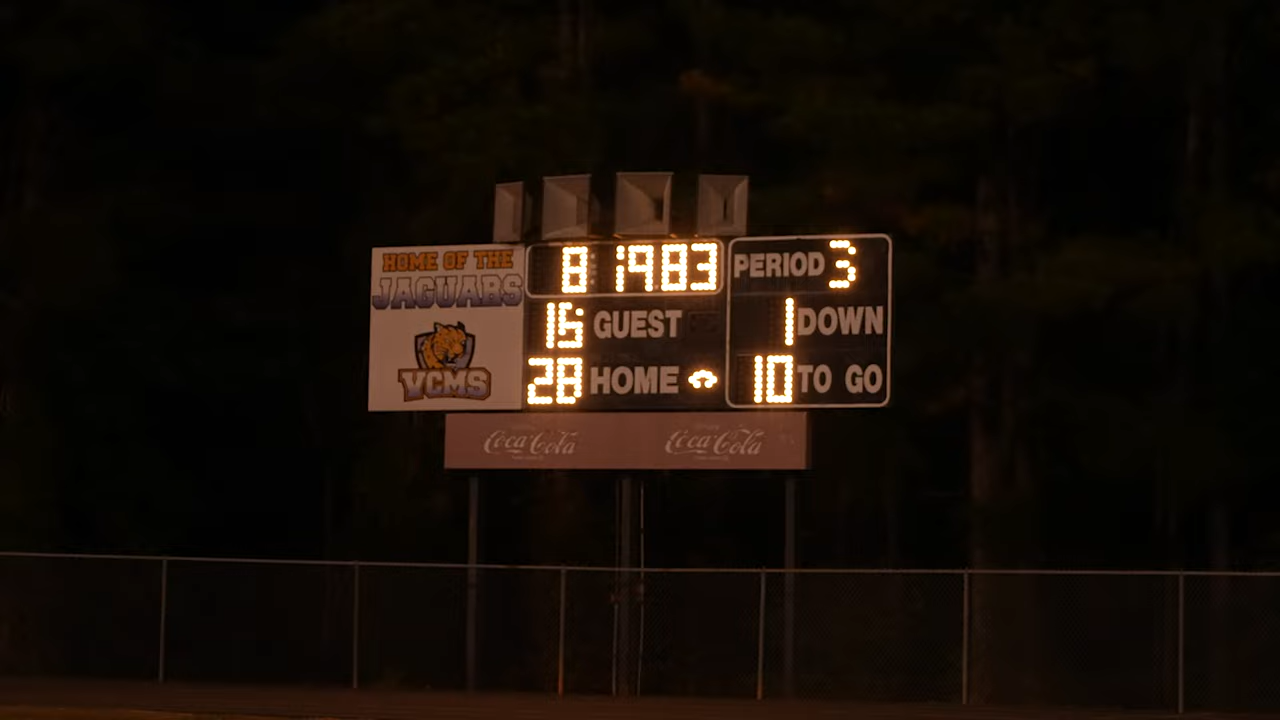 HOME OF THE
JAGUARS
VCMS
8 1983
15 GUEST
28 HOME
PERIOD 3
1 DOWN
10 TO GO
Coca-Cola Coca-Cola